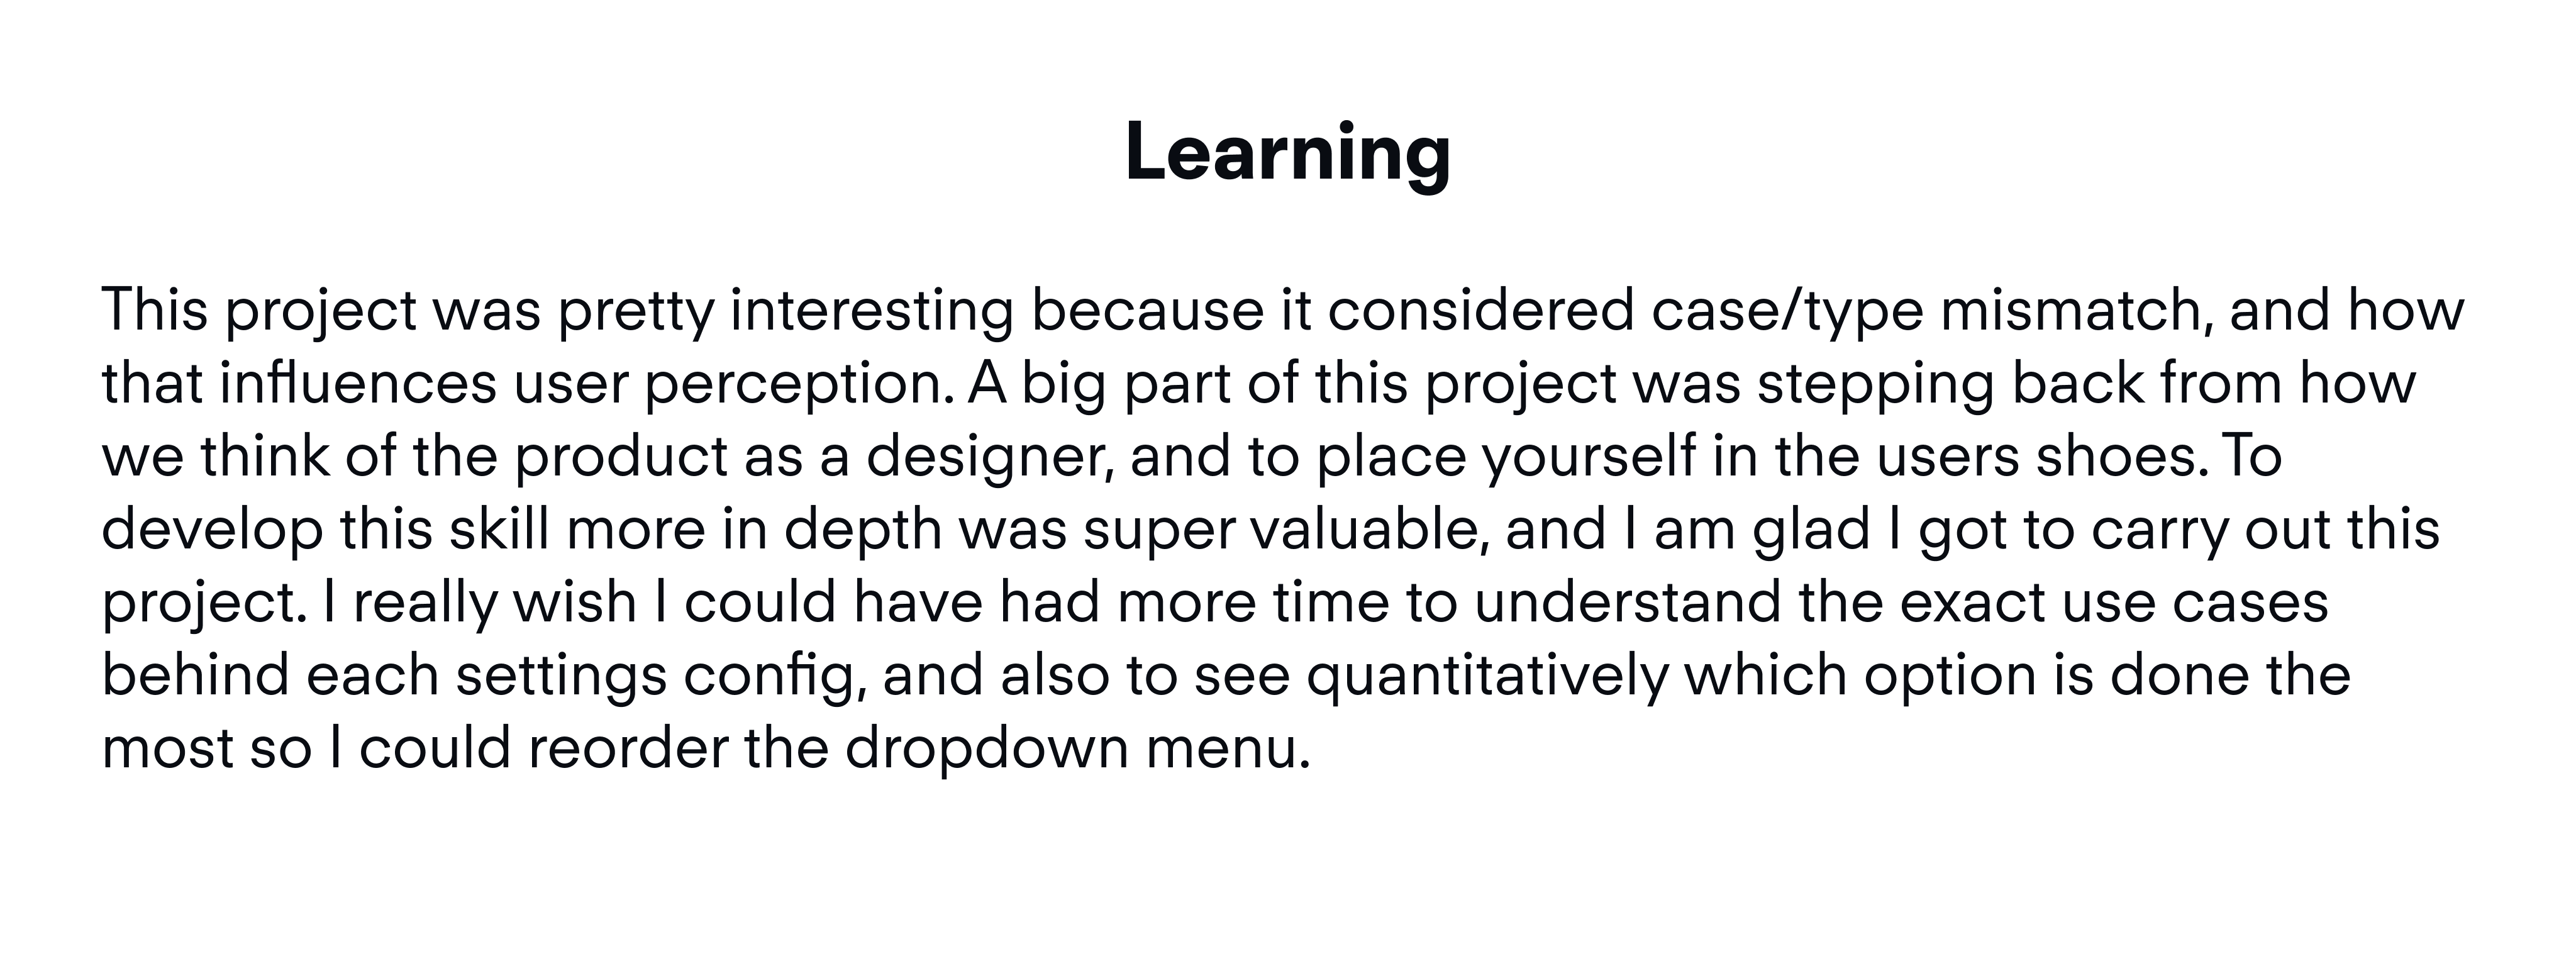 Learning
This project was pretty interesting because it considered case/type mismatch, and how
that influences user perception. A big part of this project was stepping back from how
we think of the product as a designer, and to place yourself in the users shoes. To
develop this skill more in depth was super valuable, and I am glad I got to carry out this
project. I really wish I could have had more time to understand the exact use cases
behind each settings config, and also to see quantitatively which option is done the
most so I could reorder the dropdown menu.